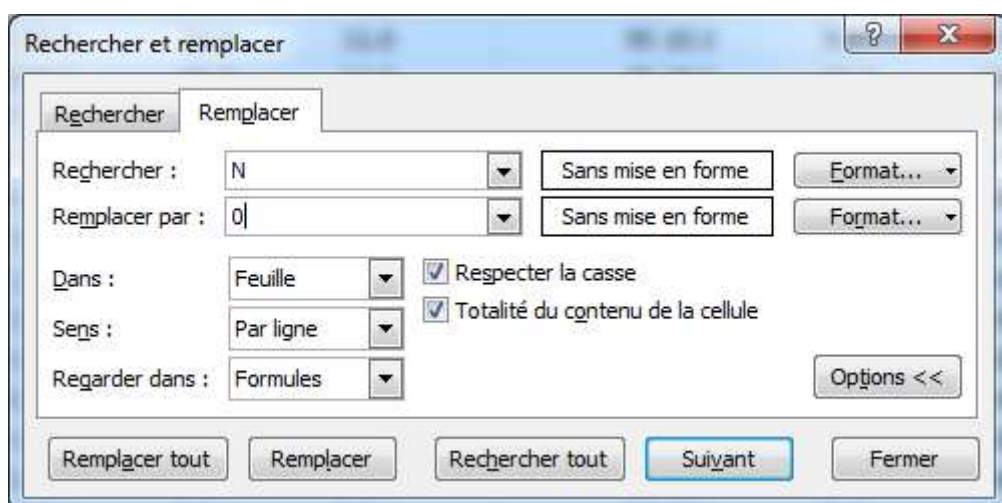 Rechercher et remplacer
Rechercher Remplacer
Rechercher : N Sans mise en forme Format...
Remplacer par : 0 Sans mise en forme Format...
Dans : Feuille Respecter la casse
Sens : Par ligne Totalité du contenu de la cellule
Regarder dans : Formules Options <<
Remplacer tout Remplacer Rechercher tout Suivant Fermer